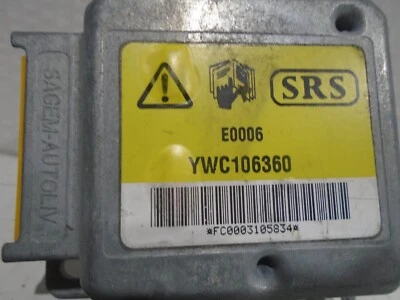 SAGEM-AUTOLIV
SRS
E0006
YWC106360
*FC0003105834*